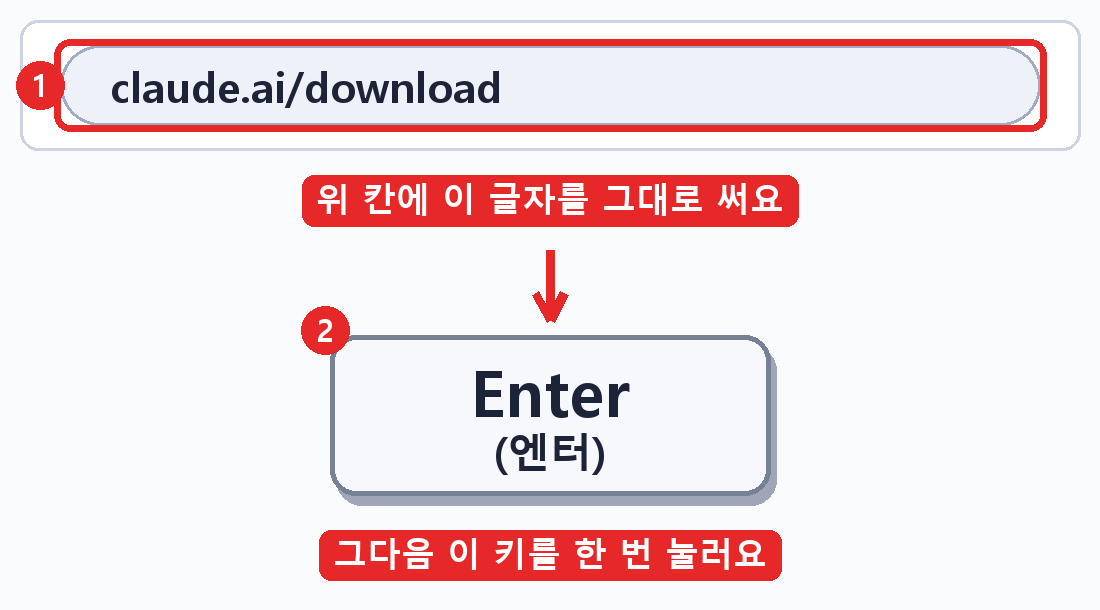 1
claude.ai/download
위 칸에 이 글자를 그대로 써요
2
Enter
(엔터)
그다음 이 키를 한 번 눌러요